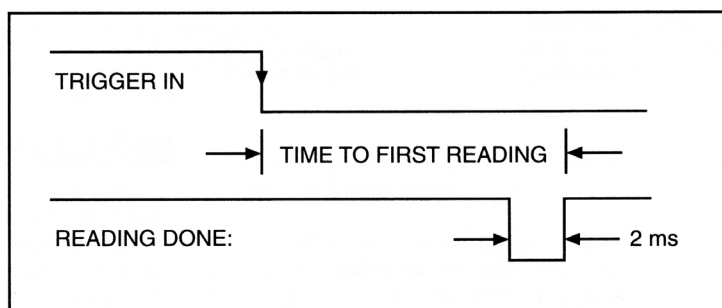 TRIGGER IN
TIME TO FIRST READING
READING DONE:
2 ms